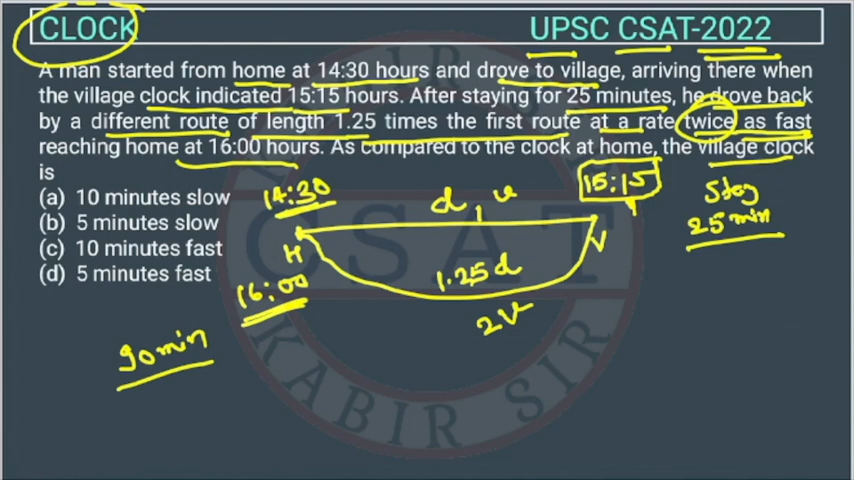 CLOCK
UPSC CSAT-2022
A man started from home at 14:30 hours and drove to village, arriving there when
the village clock indicated 15:15 hours. After staying for 25 minutes, he drove back
by a different route of length 1.25 times the first route at a rate twice as fast
reaching home at 16:00 hours. As compared to the clock at home, the village clock
is
(a) 10 minutes slow
(b) 5 minutes slow
(c) 10 minutes fast
(d) 5 minutes fast
14:30
d, v
15:15
Stay
25 min
H
V
1.25d
16:00
2v
90 min
CSAT
KABIR SIR